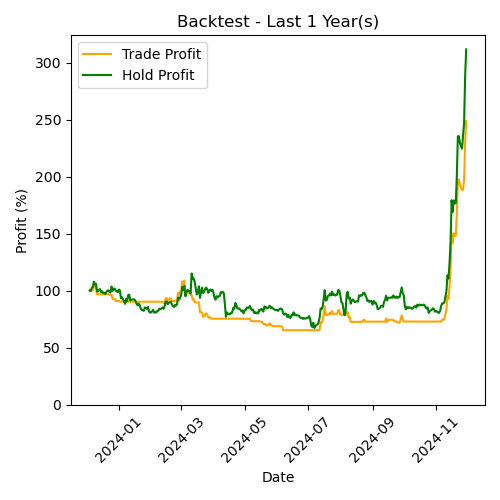 Backtest - Last 1 Year(s)
Trade Profit
Hold Profit
Profit (%)
300
250
200
150
100
50
0
2024-01
2024-03
2024-05
2024-07
2024-09
2024-11
Date